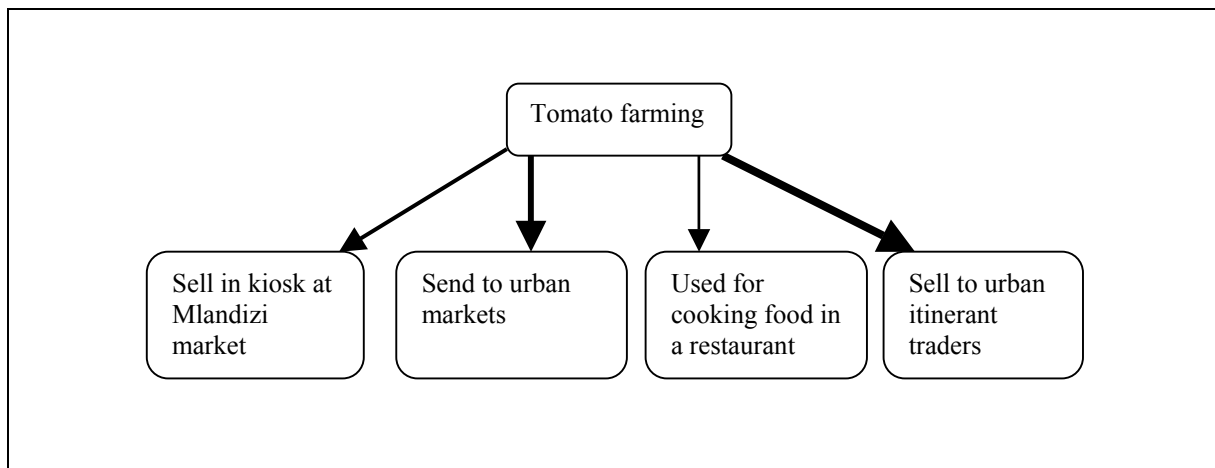 Tomato farming
Sell in kiosk at
Mlandizi
market
Send to urban
markets
Used for
cooking food in
a restaurant
Sell to urban
itinerant
traders